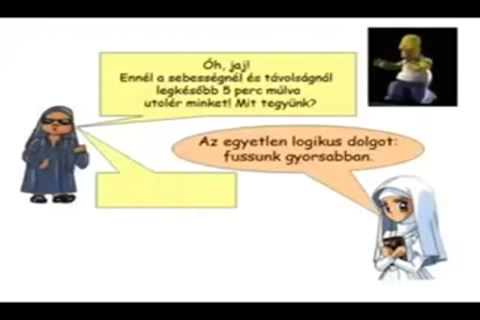 Óh, jaj!
Ennél a sebességnél és távolságnál
legkésőbb 5 perc múlva
utolér minket! Mit tegyünk?
Az egyetlen logikus dolgot:
fussunk gyorsabban.